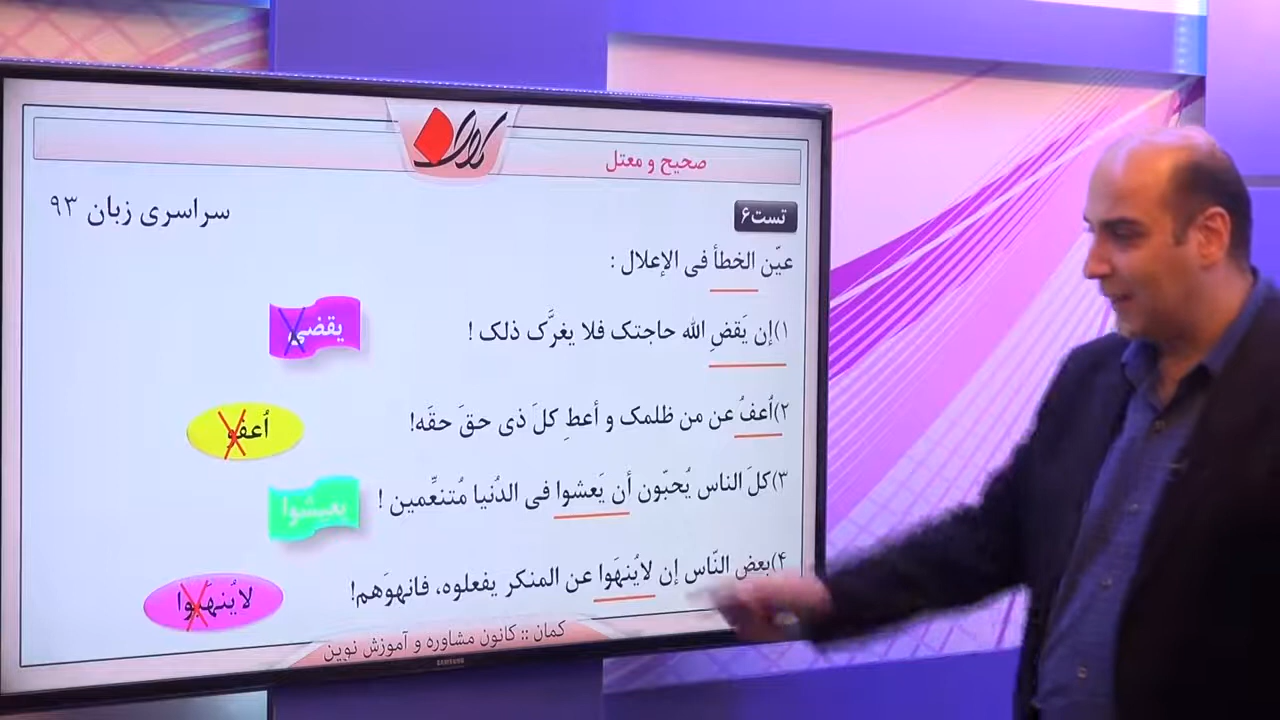 صحیح و معتل
تست۶
سراسری زبان ۹۳
عیّن الخطأ فی الإعلال :
۱)إن یَقضِ الله حاجتک فلا یغرَّک ذلک !
یقضی
۲)اُعفُ عن من ظلمک و أعطِ کلَ ذی حقَ حقَه!
اُعفو
۳)کلَ الناس یُحبّون أن یَعشوا فی الدُنیا مُتنعِّمین !
یعیشوا
۴)بعض النّاس إن لایُنهَوا عن المنکر یفعلوه، فانهوَهم!
لایُنهَیُوا
کمان :: کانون مشاوره و آموزش نوین
SAMSUNG